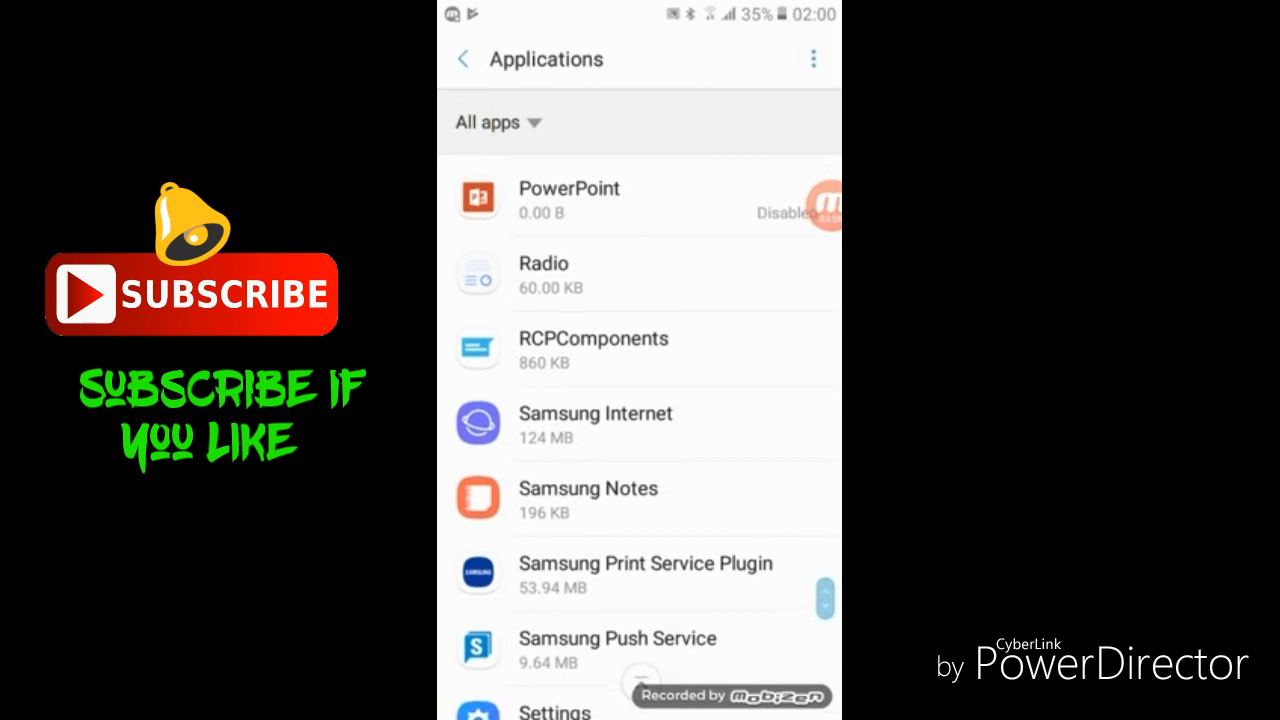 35% 02:00
Applications
All apps
PowerPoint
0.00 B
Disabled
Radio
60.00 KB
RCPComponents
860 KB
Samsung Internet
124 MB
Samsung Notes
196 KB
Samsung Print Service Plugin
53.94 MB
Samsung Push Service
9.64 MB
Settings
Recorded by mobizen
SUBSCRIBE
SUBSCRIBE IF
YOU LIKE
CyberLink
by PowerDirector